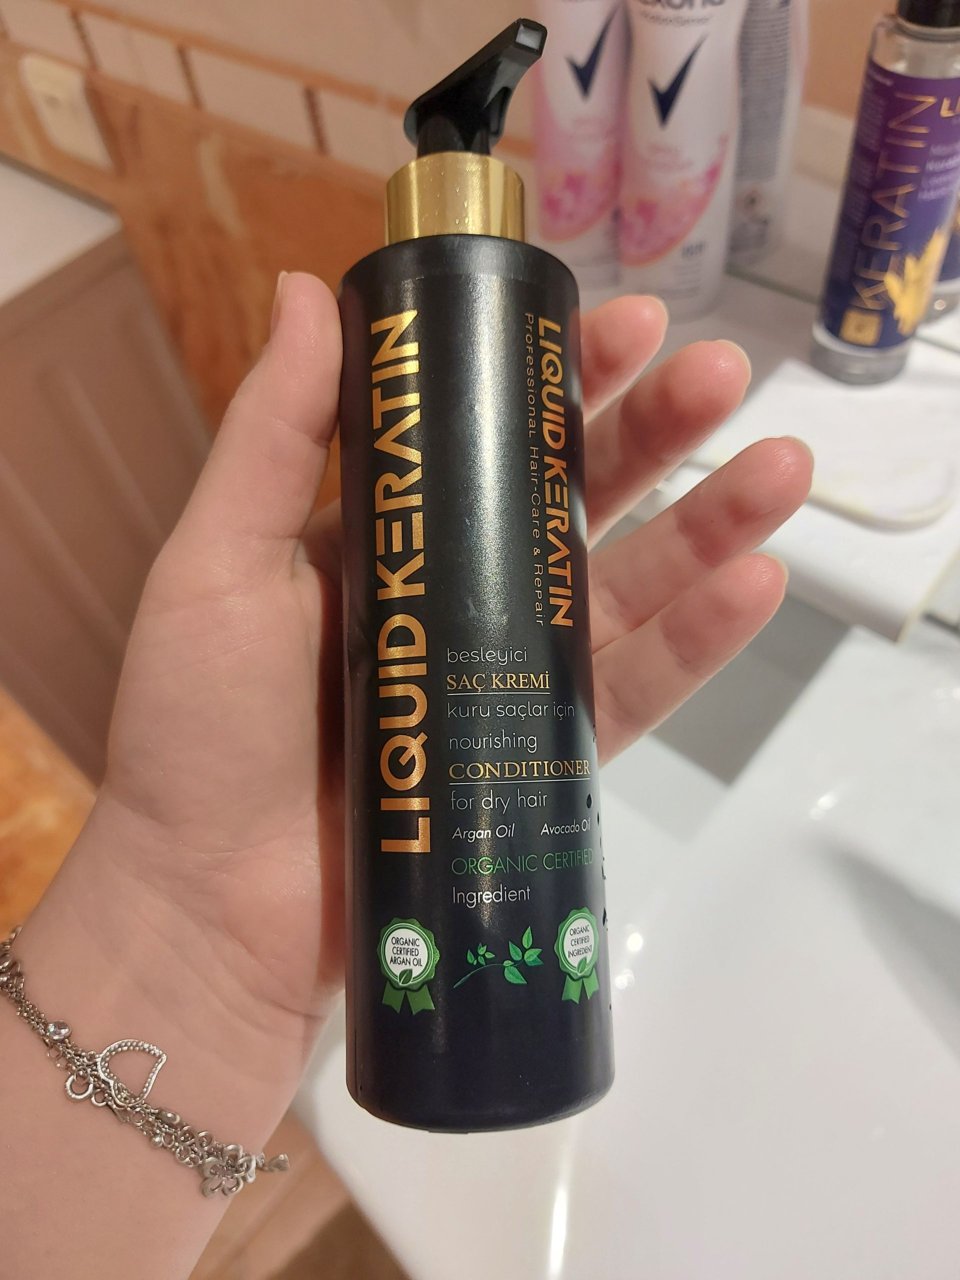 LIQUID KERATIN
LIQUID KERATIN
Professional Hair-Care & Repair
besleyici
SAÇ KREMİ
kuru saçlar için
nourishing
CONDITIONER
for dry hair
Argan Oil Avocado Oil
ORGANIC CERTIFIED
Ingredient
ORGANIC
CERTIFIED
ARGAN OIL
ORGANIC
CERTIFIED
INGREDIENT
KERATIN